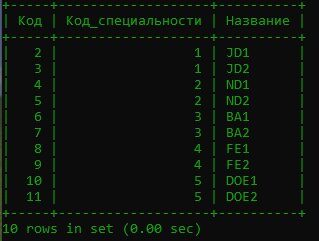 | Код | Код_специальности | Название |
| 2 | 1 | JD1 |
| 3 | 1 | JD2 |
| 4 | 2 | ND1 |
| 5 | 2 | ND2 |
| 6 | 3 | BA1 |
| 7 | 3 | BA2 |
| 8 | 4 | FE1 |
| 9 | 4 | FE2 |
| 10 | 5 | DOE1 |
| 11 | 5 | DOE2 |
10 rows in set (0.00 sec)